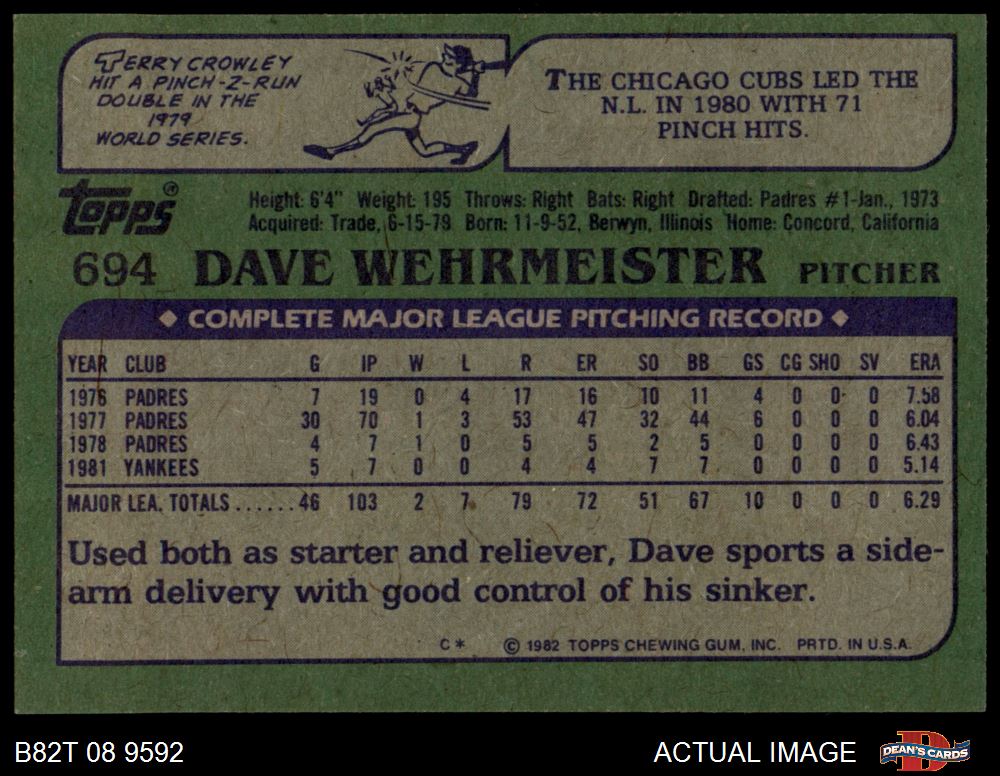 TERRY CROWLEY
HIT A PINCH-2-RUN
DOUBLE IN THE
1979
WORLD SERIES.
THE CHICAGO CUBS LED THE
N.L. IN 1980 WITH 71
PINCH HITS.
Topps®
Height: 6'4" Weight: 195 Throws: Right Bats: Right Drafted: Padres #1-Jan., 1973
Acquired: Trade, 6-15-79 Born: 11-9-52, Berwyn, Illinois Home: Concord, California
694 DAVE WEHRMEISTER PITCHER
◆ COMPLETE MAJOR LEAGUE PITCHING RECORD ◆
YEAR CLUB G IP W L R ER SO BB GS CG SHO SV ERA
1976 PADRES 7 19 0 4 17 16 10 11 4 0 0 0 7.58
1977 PADRES 30 70 1 3 53 47 32 44 6 0 0 0 6.04
1978 PADRES 4 7 1 0 5 5 2 5 0 0 0 0 6.43
1981 YANKEES 5 7 0 0 4 4 7 7 0 0 0 0 5.14
MAJOR LEA. TOTALS ......46 103 2 7 79 72 51 67 10 0 0 0 6.29
Used both as starter and reliever, Dave sports a side-
arm delivery with good control of his sinker.
C* © 1982 TOPPS CHEWING GUM, INC. PRTD. IN U.S.A.
B82T 08 9592 ACTUAL IMAGE DEAN'S CARDS